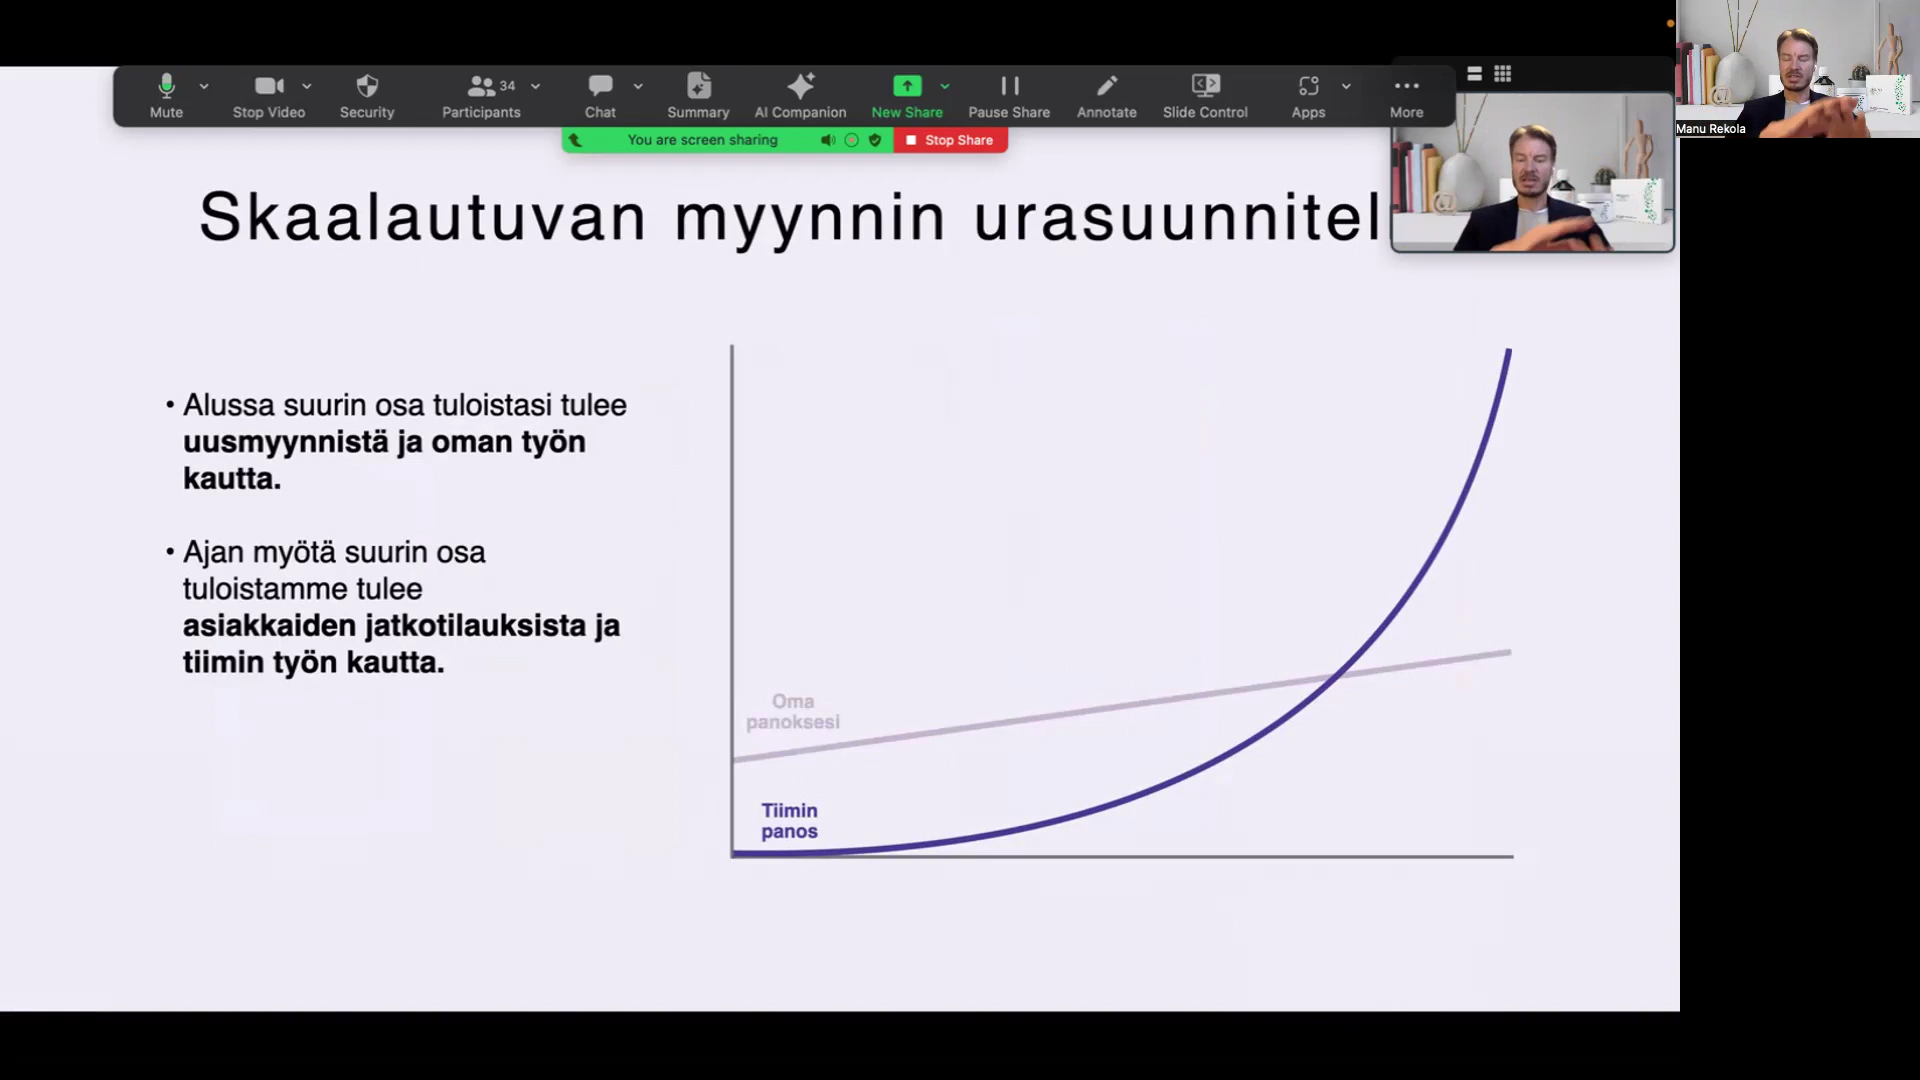 Mute
Stop Video
Security
34
Participants
Chat
Summary
AI Companion
New Share
Pause Share
Annotate
Slide Control
Apps
More
You are screen sharing
Stop Share
Manu Rekola
Skaalautuvan myynnin urasuunnitel
• Alussa suurin osa tuloistasi tulee
uusmyynnistä ja oman työn
kautta.
• Ajan myötä suurin osa
tuloistamme tulee
asiakkaiden jatkotilauksista ja
tiimin työn kautta.
Oma
panoksesi
Tiimin
panos